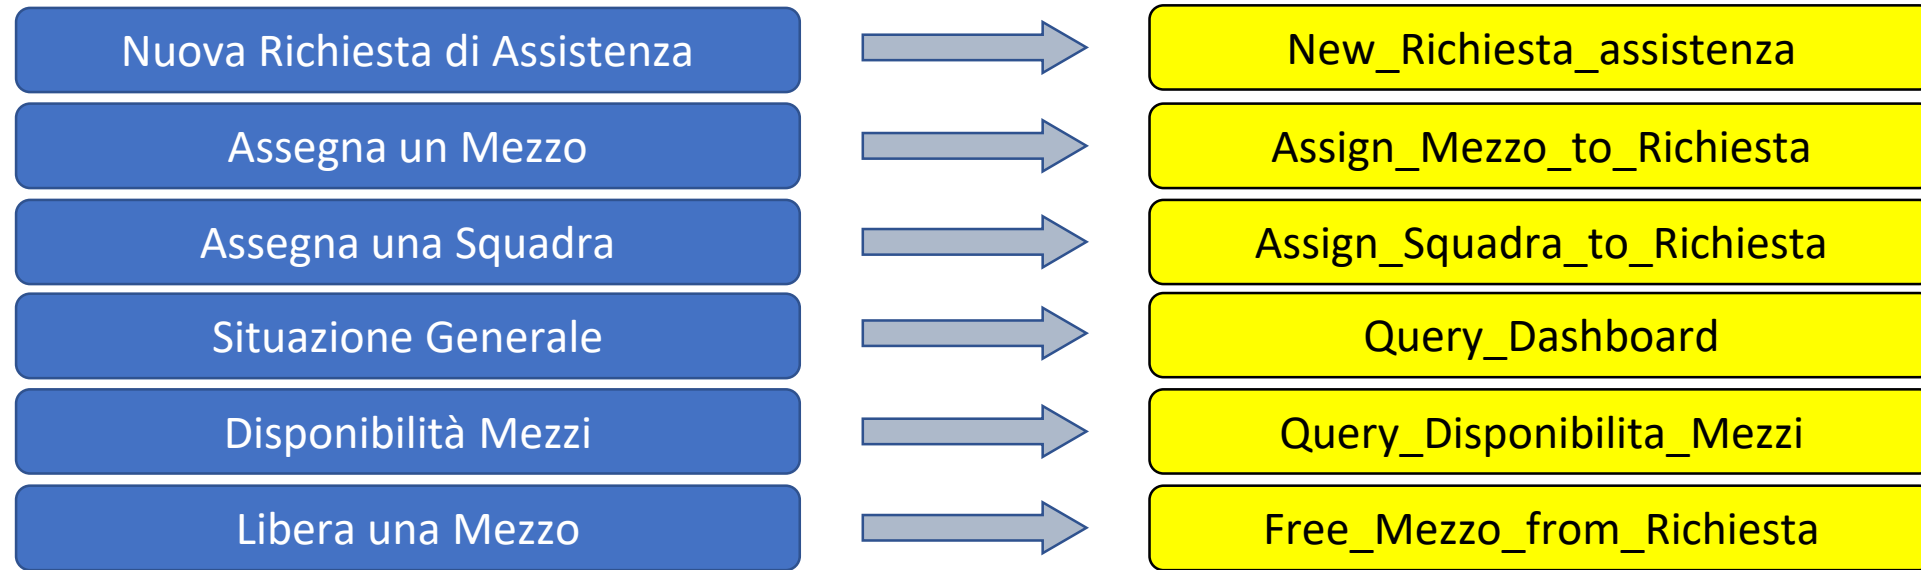 Nuova Richiesta di Assistenza
New_Richiesta_assistenza
Assegna un Mezzo
Assign_Mezzo_to_Richiesta
Assegna una Squadra
Assign_Squadra_to_Richiesta
Situazione Generale
Query_Dashboard
Disponibilità Mezzi
Query_Disponibilita_Mezzi
Libera una Mezzo
Free_Mezzo_from_Richiesta